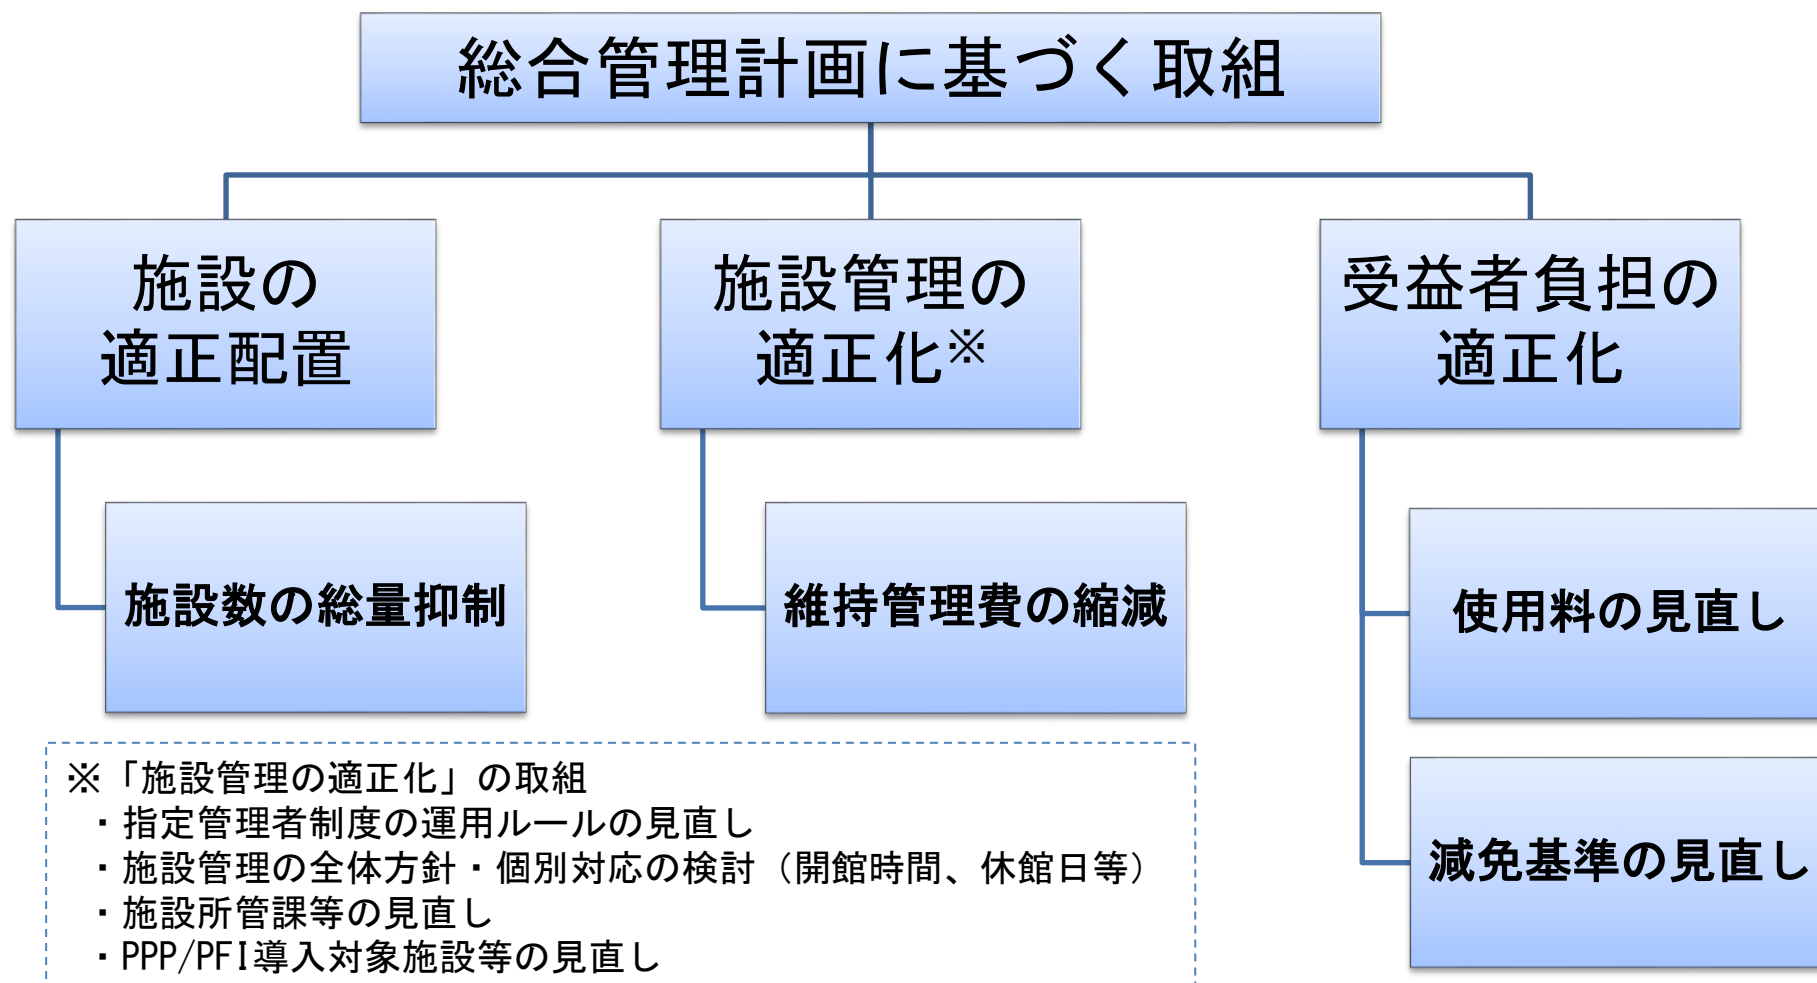 総合管理計画に基づく取組
施設の
適正配置
施設管理の
適正化※
受益者負担の
適正化
施設数の総量抑制
維持管理費の縮減
使用料の見直し
減免基準の見直し
※「施設管理の適正化」の取組
・指定管理者制度の運用ルールの見直し
・施設管理の全体方針・個別対応の検討（開館時間、休館日等）
・施設所管課等の見直し
・PPP/PFI導入対象施設等の見直し